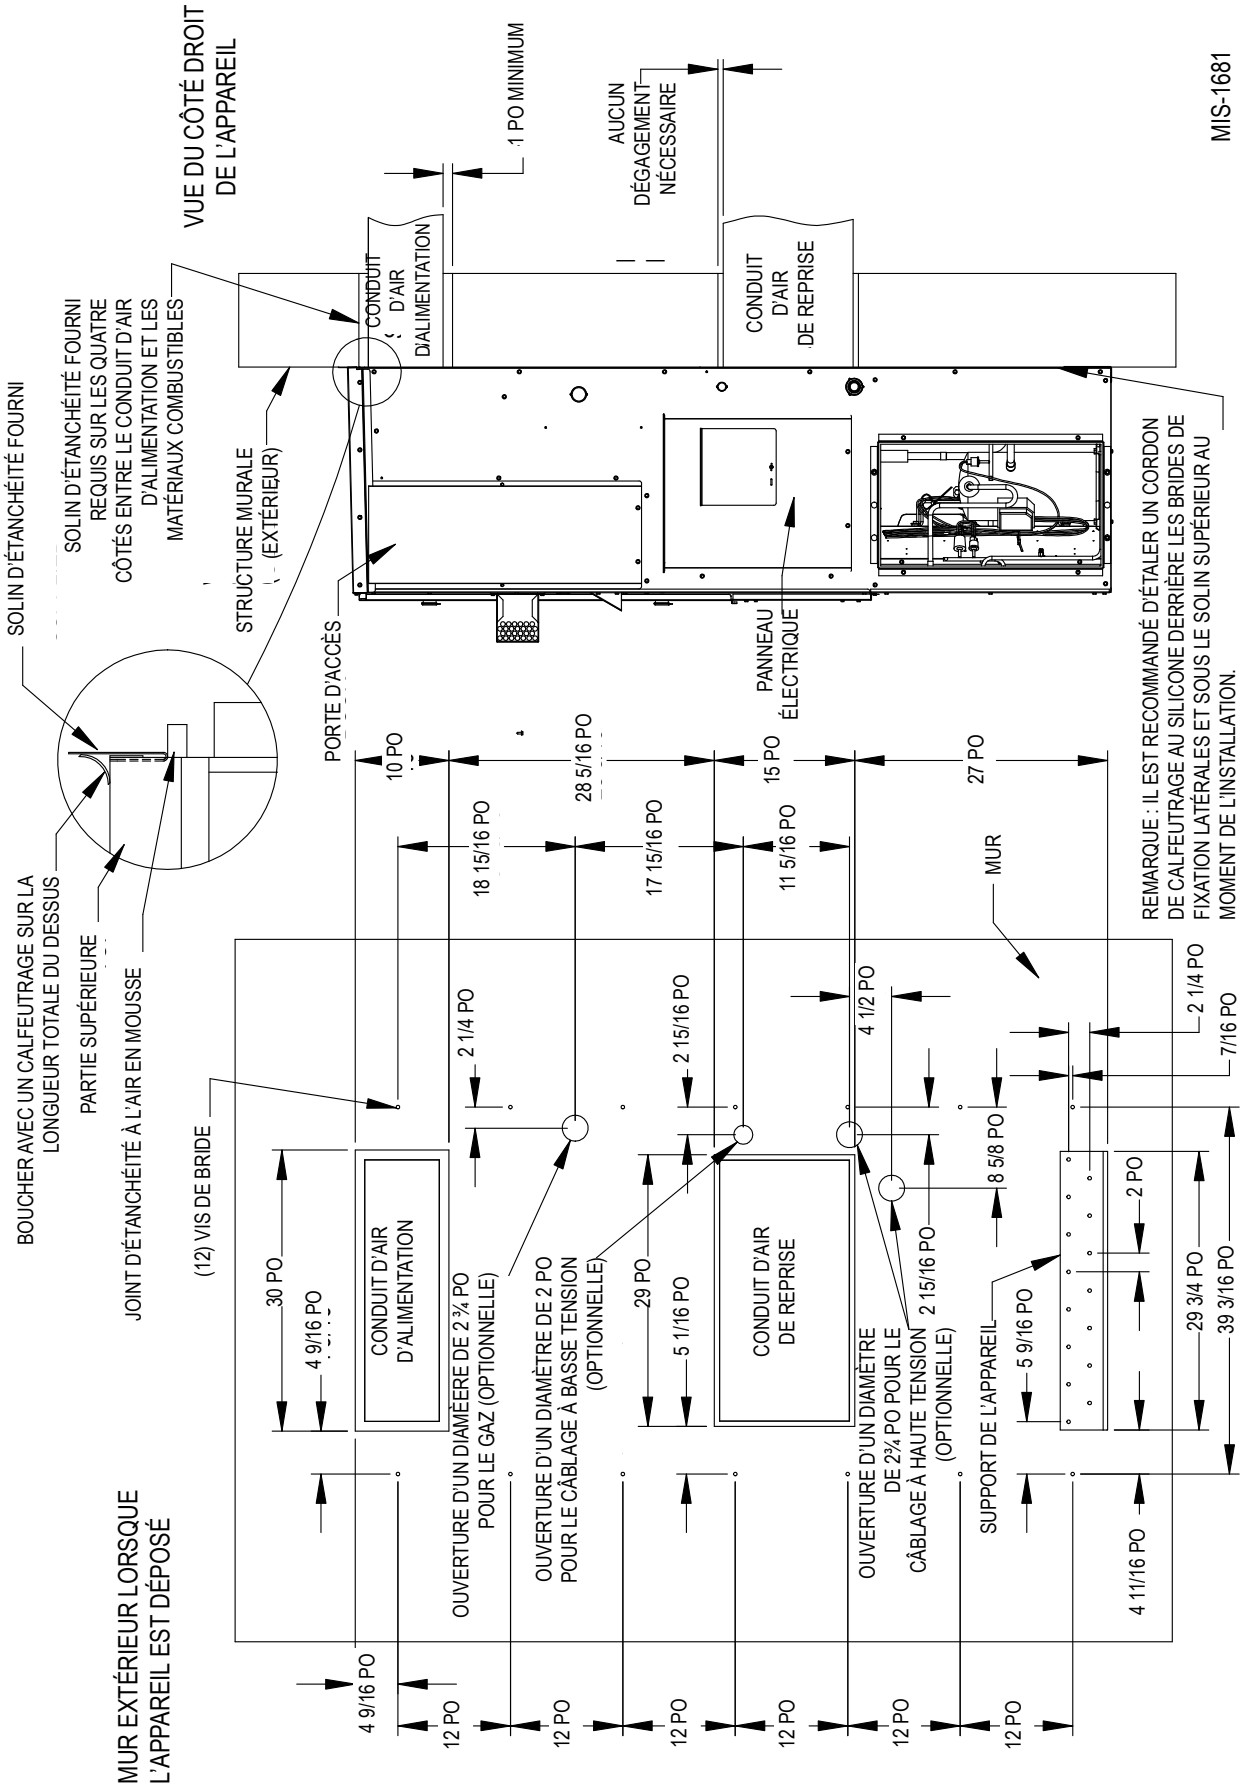 MUR EXTÉRIEUR LORSQUE
L'APPAREIL EST DÉPOSÉ
BOUCHER AVEC UN CALFEUTRAGE SUR LA
LONGUEUR TOTALE DU DESSUS
PARTIE SUPÉRIEURE
JOINT D'ÉTANCHÉITÉ À L'AIR EN MOUSSE
(12) VIS DE BRIDE
SOLIN D'ÉTANCHÉITÉ FOURNI
SOLIN D'ÉTANCHÉITÉ FOURNI
REQUIS SUR LES QUATRE
CÔTÉS ENTRE LE CONDUIT D'AIR
D'ALIMENTATION ET LES
MATÉRIAUX COMBUSTIBLES
VUE DU CÔTÉ DROIT
DE L'APPAREIL
STRUCTURE MURALE
(EXTÉRIEUR)
PORTE D'ACCÈS
CONDUIT
D'AIR
D'ALIMENTATION
1 PO MINIMUM
AUCUN
DÉGAGEMENT
NÉCESSAIRE
CONDUIT
D'AIR
DE REPRISE
PANNEAU
ÉLECTRIQUE
30 PO
4 9/16 PO
CONDUIT D'AIR
D'ALIMENTATION
10 PO
18 15/16 PO
28 5/16 PO
17 15/16 PO
15 PO
11 5/16 PO
27 PO
2 1/4 PO
OUVERTURE D'UN DIAMÉERE DE 2 ¾ PO
POUR LE GAZ (OPTIONNELLE)
OUVERTURE D'UN DIAMÈTRE DE 2 PO
POUR LE CÂBLAGE À BASSE TENSION
(OPTIONNELLE)
29 PO
5 1/16 PO
2 15/16 PO
CONDUIT D'AIR
DE REPRISE
4 1/2 PO
OUVERTURE D'UN DIAMÈTRE
DE 2¾ PO POUR LE
CÂBLAGE À HAUTE TENSION
(OPTIONNELLE)
2 15/16 PO
8 5/8 PO
MUR
SUPPORT DE L'APPAREIL
5 9/16 PO
2 PO
4 11/16 PO
29 3/4 PO
39 3/16 PO
2 1/4 PO
7/16 PO
4 9/16 PO
12 PO
12 PO
12 PO
12 PO
12 PO
12 PO
REMARQUE : IL EST RECOMMANDÉ D'ÉTALER UN CORDON
DE CALFEUTRAGE AU SILICONE DERRIÈRE LES BRIDES DE
FIXATION LATÉRALES ET SOUS LE SOLIN SUPÉRIEUR AU
MOMENT DE L'INSTALLATION.
MIS-1681